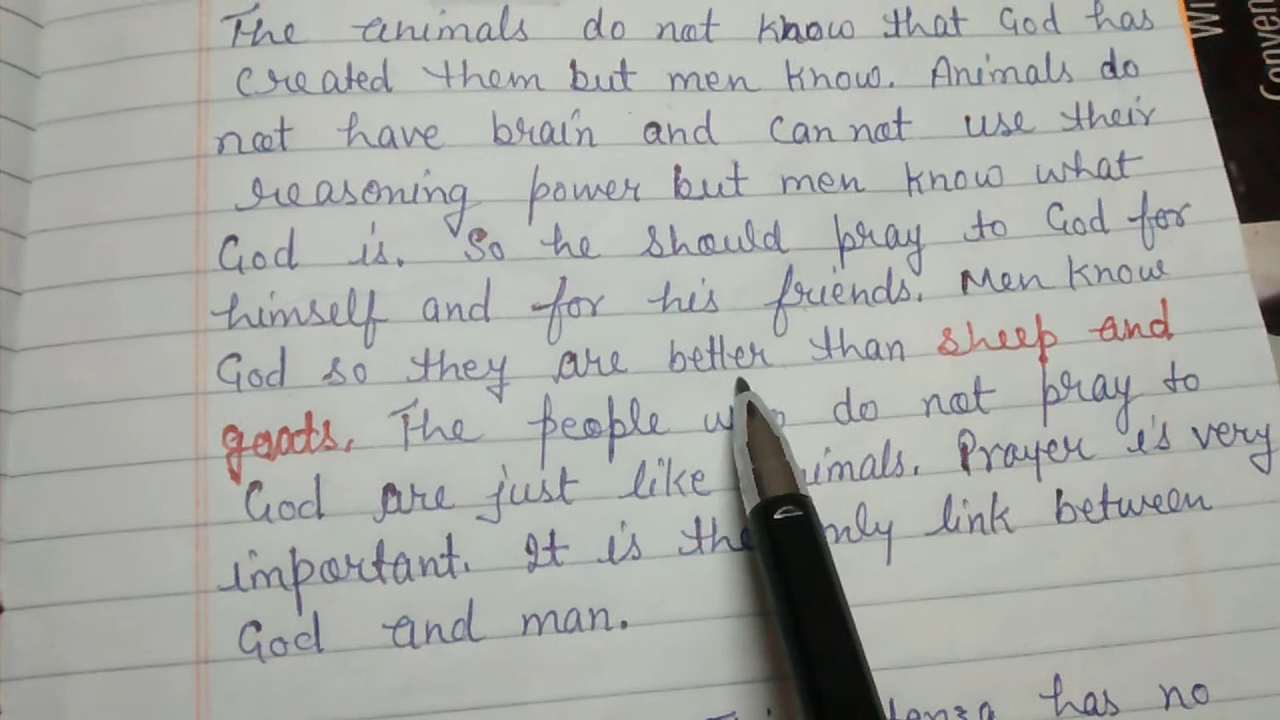 The animals do not know that God has
created them but men know. Animals do
not have brain and can not use their
reasoning power but men know what
God is. So he should pray to God for
himself and for his friends. Men know
God so they are better than sheep and
goats. The people do not pray to
God are just like Prayer is very
important. It is link between
God and man.
has no